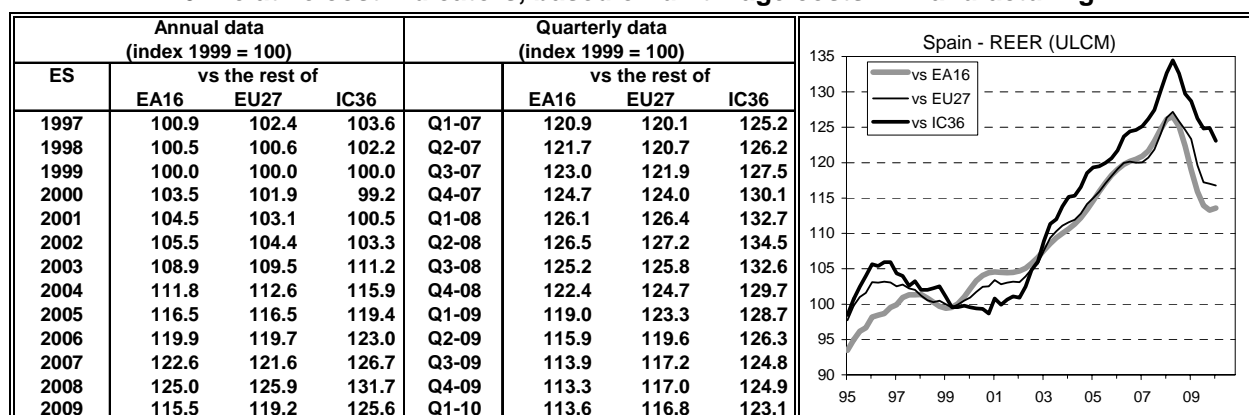 Annual data Quarterly data
(index 1999 = 100) (index 1999 = 100)
ES vs the rest of vs the rest of
EA16 EU27 IC36 EA16 EU27 IC36
1997 100.9 102.4 103.6 Q1-07 120.9 120.1 125.2
1998 100.5 100.6 102.2 Q2-07 121.7 120.7 126.2
1999 100.0 100.0 100.0 Q3-07 123.0 121.9 127.5
2000 103.5 101.9 99.2 Q4-07 124.7 124.0 130.1
2001 104.5 103.1 100.5 Q1-08 126.1 126.4 132.7
2002 105.5 104.4 103.3 Q2-08 126.5 127.2 134.5
2003 108.9 109.5 111.2 Q3-08 125.2 125.8 132.6
2004 111.8 112.6 115.9 Q4-08 122.4 124.7 129.7
2005 116.5 116.5 119.4 Q1-09 119.0 123.3 128.7
2006 119.9 119.7 123.0 Q2-09 115.9 119.6 126.3
2007 122.6 121.6 126.7 Q3-09 113.9 117.2 124.8
2008 125.0 125.9 131.7 Q4-09 113.3 117.0 124.9
2009 115.5 119.2 125.6 Q1-10 113.6 116.8 123.1
Spain - REER (ULCM)
vs EA16
vs EU27
vs IC36
135
130
125
120
115
110
105
100
95
90
95 97 99 01 03 05 07 09